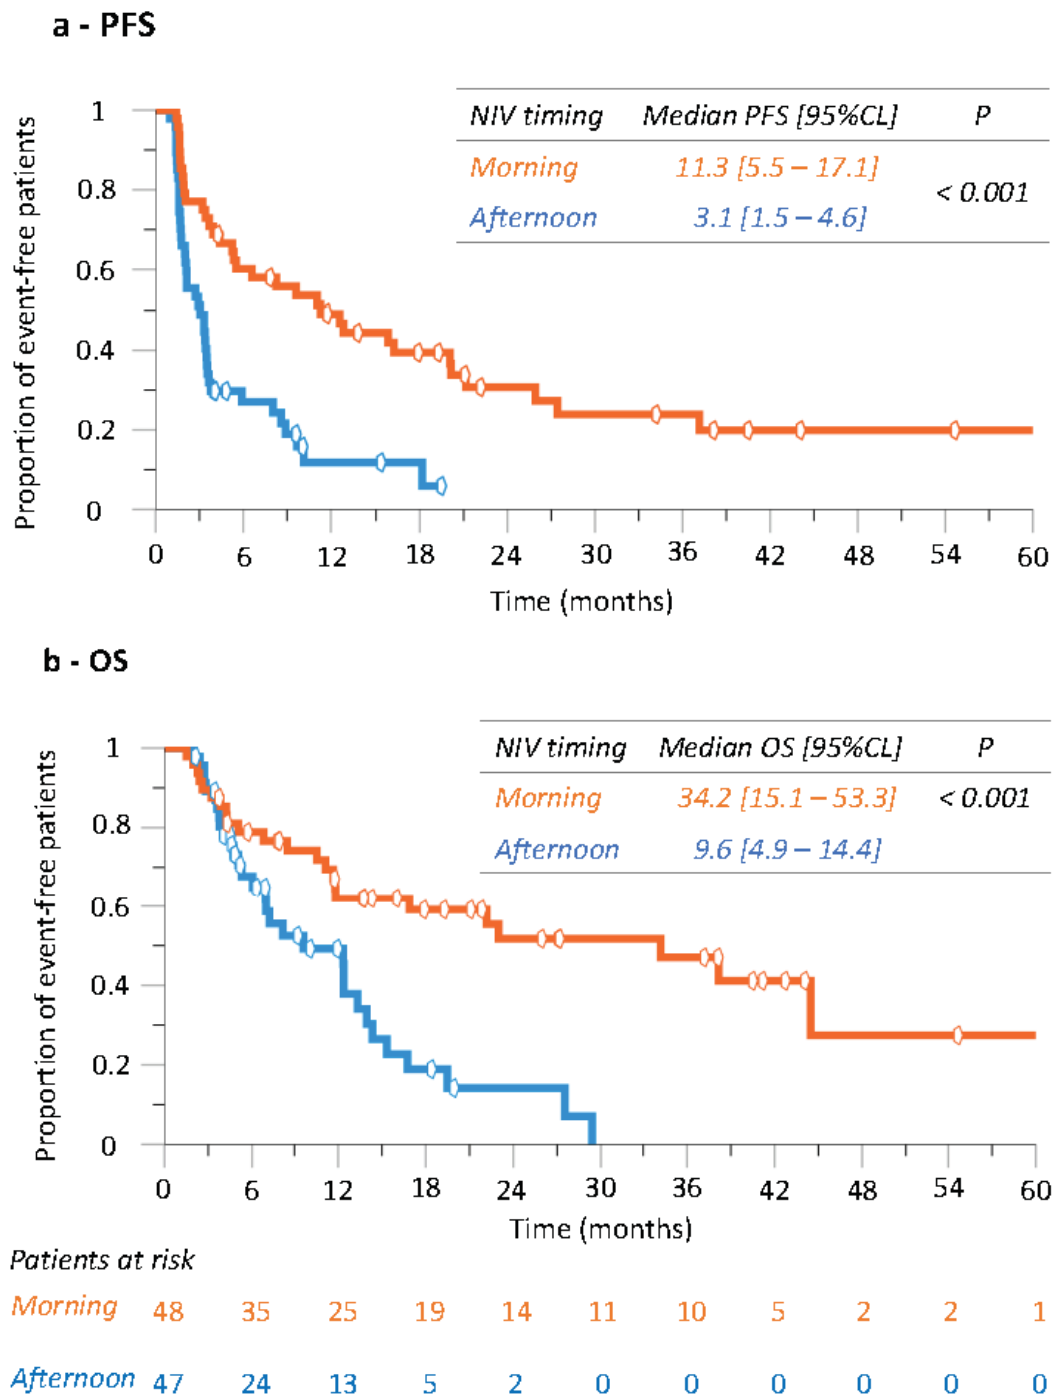 a - PFS
NIV timing Median PFS [95%CL] P
Morning 11.3 [5.5 – 17.1]
< 0.001
Afternoon 3.1 [1.5 – 4.6]
Proportion of event-free patients
1
0.8
0.6
0.4
0.2
0
0 6 12 18 24 30 36 42 48 54 60
Time (months)
b - OS
NIV timing Median OS [95%CL] P
Morning 34.2 [15.1 – 53.3] < 0.001
Afternoon 9.6 [4.9 – 14.4]
Proportion of event-free patients
1
0.8
0.6
0.4
0.2
0
0 6 12 18 24 30 36 42 48 54 60
Time (months)
Patients at risk
Morning 48 35 25 19 14 11 10 5 2 2 1
Afternoon 47 24 13 5 2 0 0 0 0 0 0